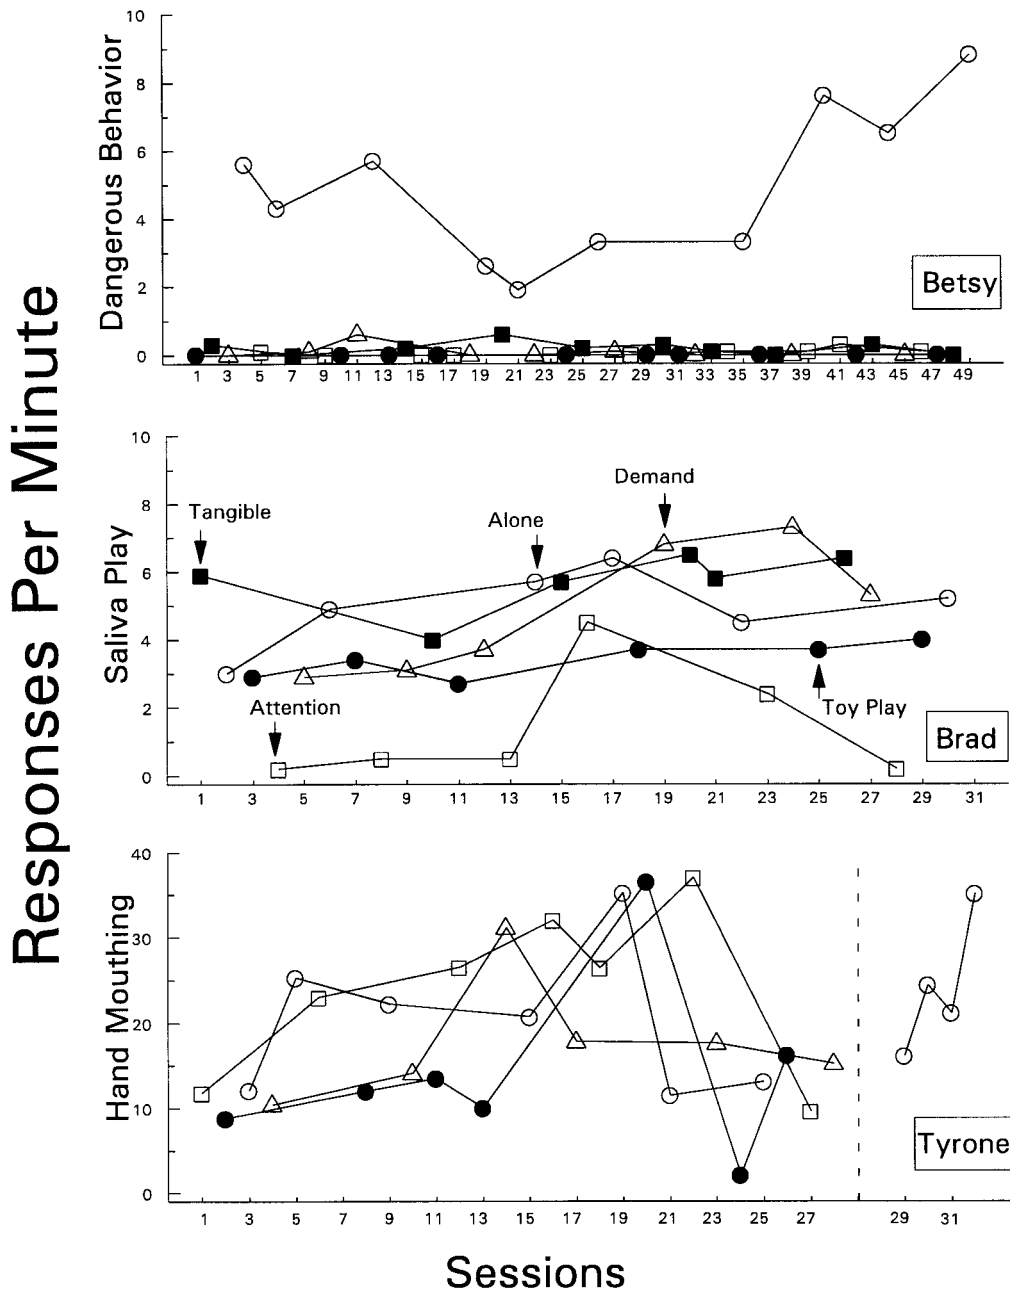 Responses Per Minute
Dangerous Behavior
10
8
6
4
2
0
Betsy
1 3 5 7 9 11 13 15 17 19 21 23 25 27 29 31 33 35 37 39 41 43 45 47 49
Saliva Play
10
8
6
4
2
0
Demand
Tangible
Alone
Attention
Toy Play
Brad
1 3 5 7 9 11 13 15 17 19 21 23 25 27 29 31
Hand Mouthing
40
30
20
10
0
Tyrone
1 3 5 7 9 11 13 15 17 19 21 23 25 27 29 31
Sessions